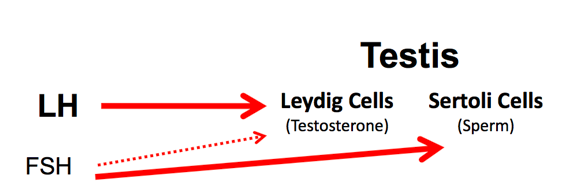 Testis
LH
Leydig Cells
Sertoli Cells
(Testosterone)
(Sperm)
FSH